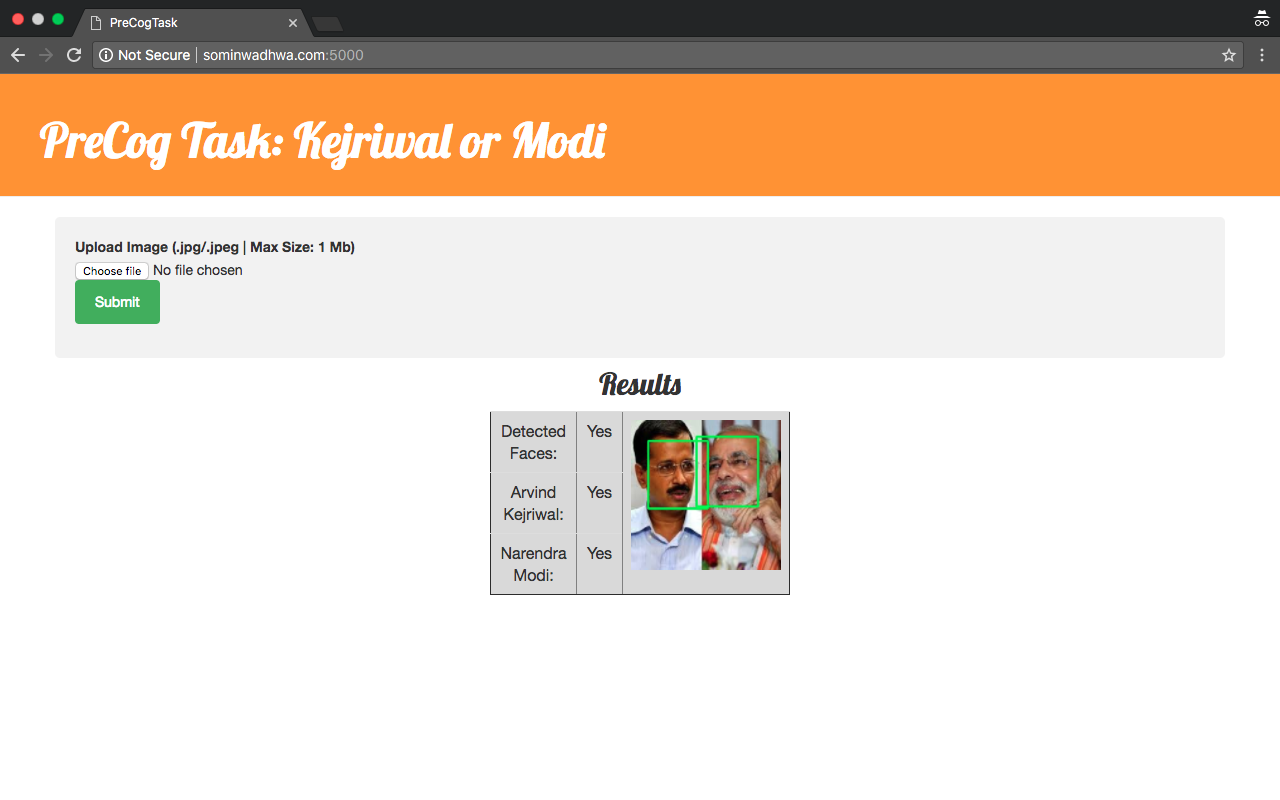 PreCogTask
Not Secure | sominwadhwa.com:5000
PreCog Task: Kejriwal or Modi
Upload Image (.jpg/.jpeg | Max Size: 1 Mb)
Choose file No file chosen
Submit
Results
Detected
Faces:
Yes
Arvind
Kejriwal:
Yes
Narendra
Modi:
Yes